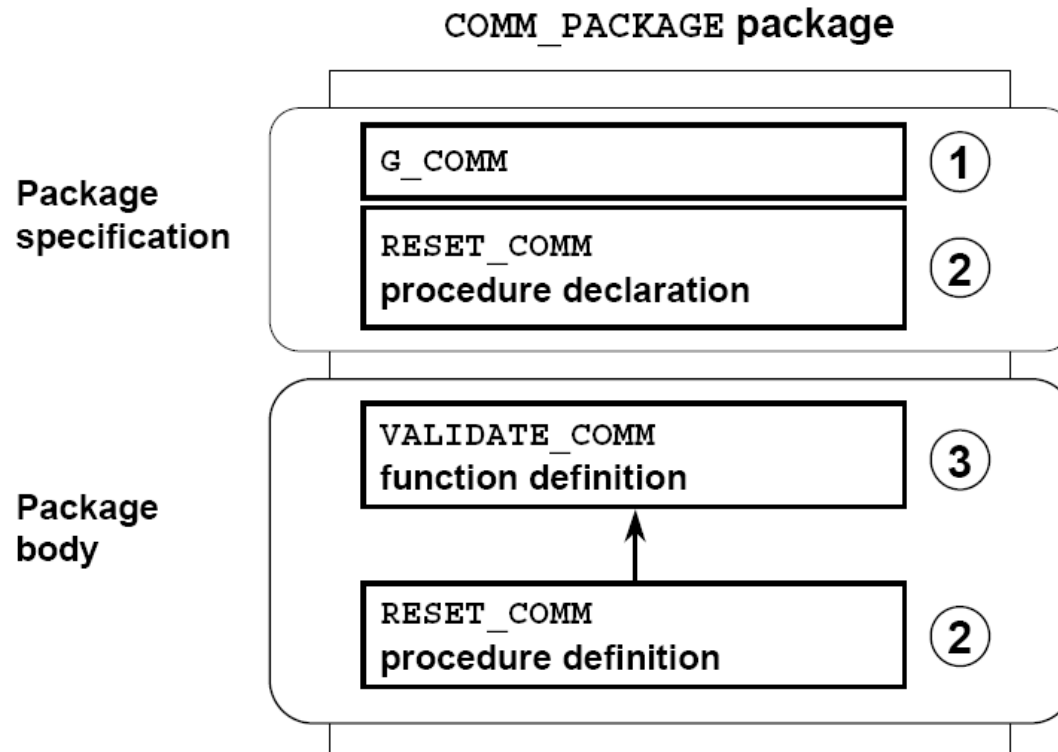 COMM_PACKAGE package
Package
specification
G_COMM
1
RESET_COMM
procedure declaration
2
Package
body
VALIDATE_COMM
function definition
3
RESET_COMM
procedure definition
2